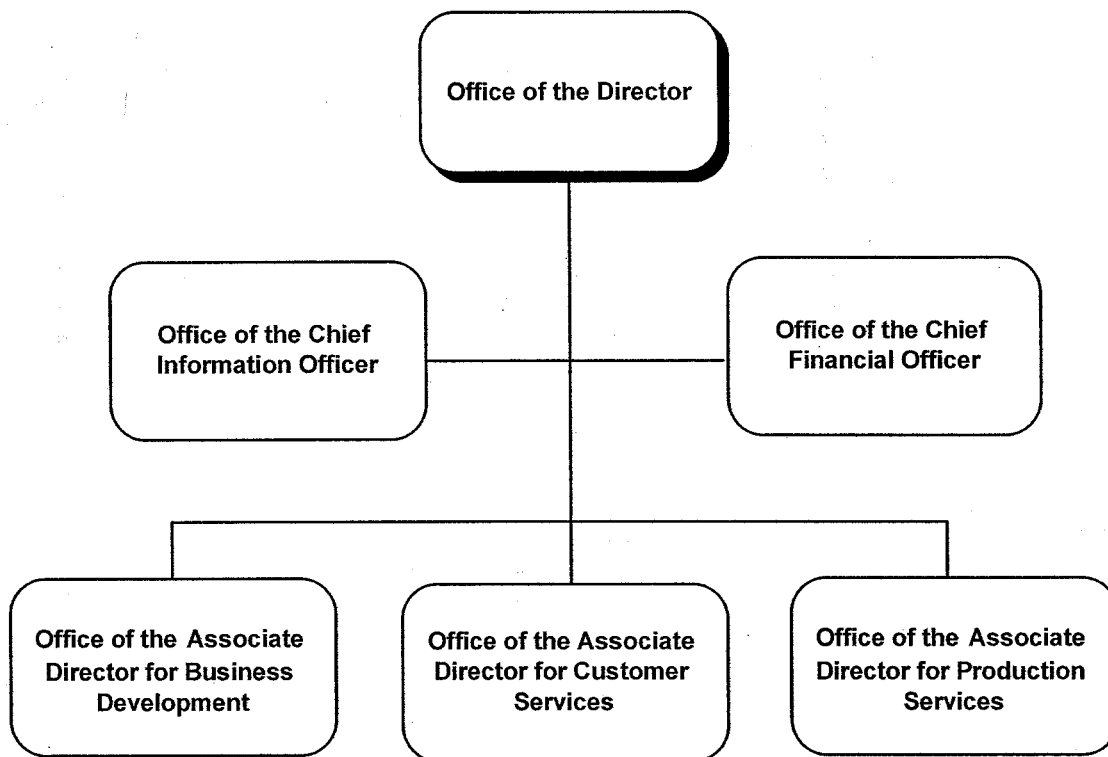 Office of the Director
Office of the Chief
Information Officer
Office of the Chief
Financial Officer
Office of the Associate
Director for Business
Development
Office of the Associate
Director for Customer
Services
Office of the Associate
Director for Production
Services